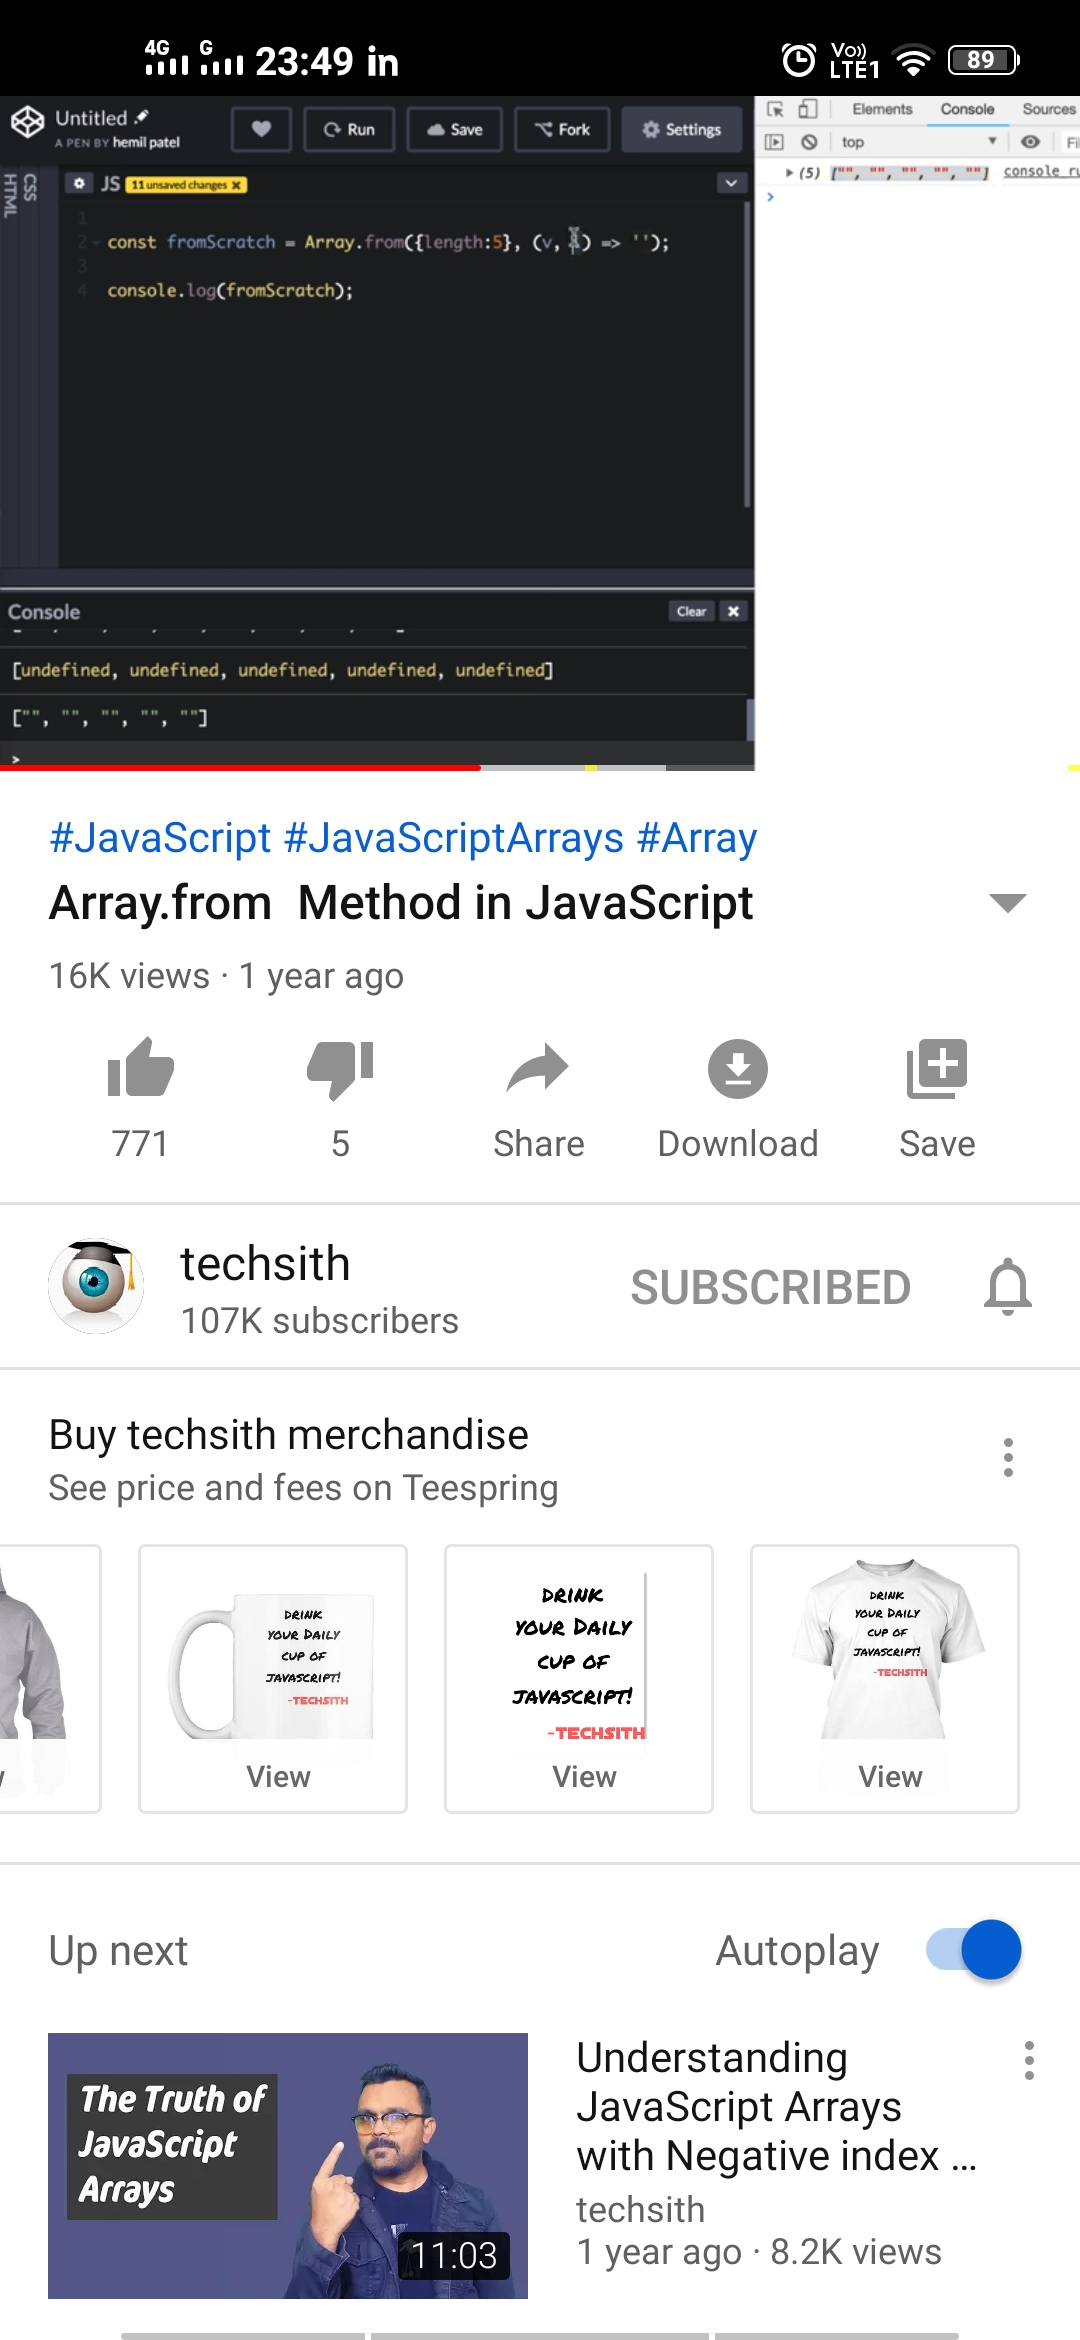 4G G 23:49 in Vo)) LTE1 89
Untitled
A PEN BY hemil patel
Run Save Fork Settings
Elements Console Sources
top
HTML CSS
JS 11 unsaved changes x
(5) ["", "", "", "", ""]
1
2 const fromScratch = Array.from({length:5}, (v, ) => '');
3
4 console.log(fromScratch);
Console Clear x
[undefined, undefined, undefined, undefined, undefined]
["", "", "", "", ""]
>
#JavaScript #JavaScriptArrays #Array
Array.from Method in JavaScript
16K views · 1 year ago
771 5 Share Download Save
techsith
107K subscribers
SUBSCRIBED
Buy techsith merchandise
See price and fees on Teespring
DRINK
YOUR DAILY
CUP OF
JAVASCRIPT!
-TECHSITH
View
DRINK
YOUR DAILY
CUP OF
JAVASCRIPT!
-TECHSITH
View
DRINK
YOUR DAILY
CUP OF
JAVASCRIPT!
-TECHSITH
View
Up next Autoplay
The Truth of
JavaScript
Arrays
11:03
Understanding
JavaScript Arrays
with Negative index ...
techsith
1 year ago · 8.2K views